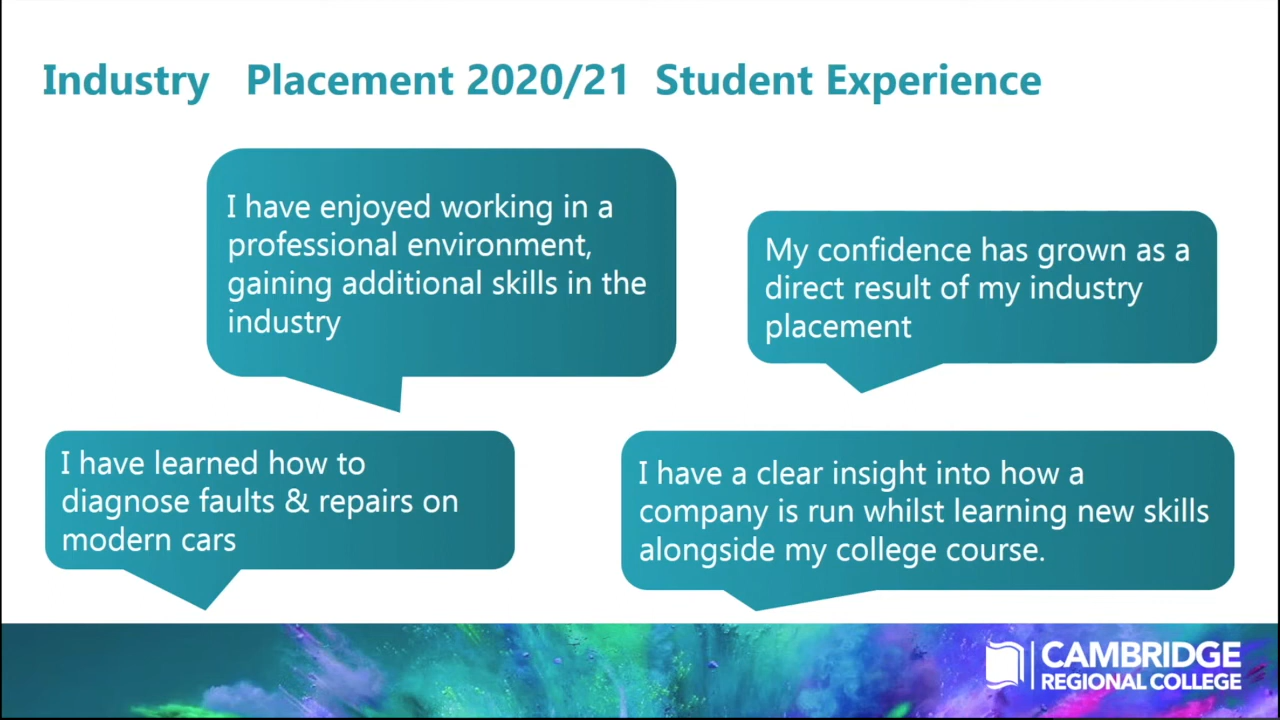 Industry Placement 2020/21 Student Experience
I have enjoyed working in a
professional environment,
gaining additional skills in the
industry
My confidence has grown as a
direct result of my industry
placement
I have learned how to
diagnose faults & repairs on
modern cars
I have a clear insight into how a
company is run whilst learning new skills
alongside my college course.
CAMBRIDGE
REGIONAL COLLEGE